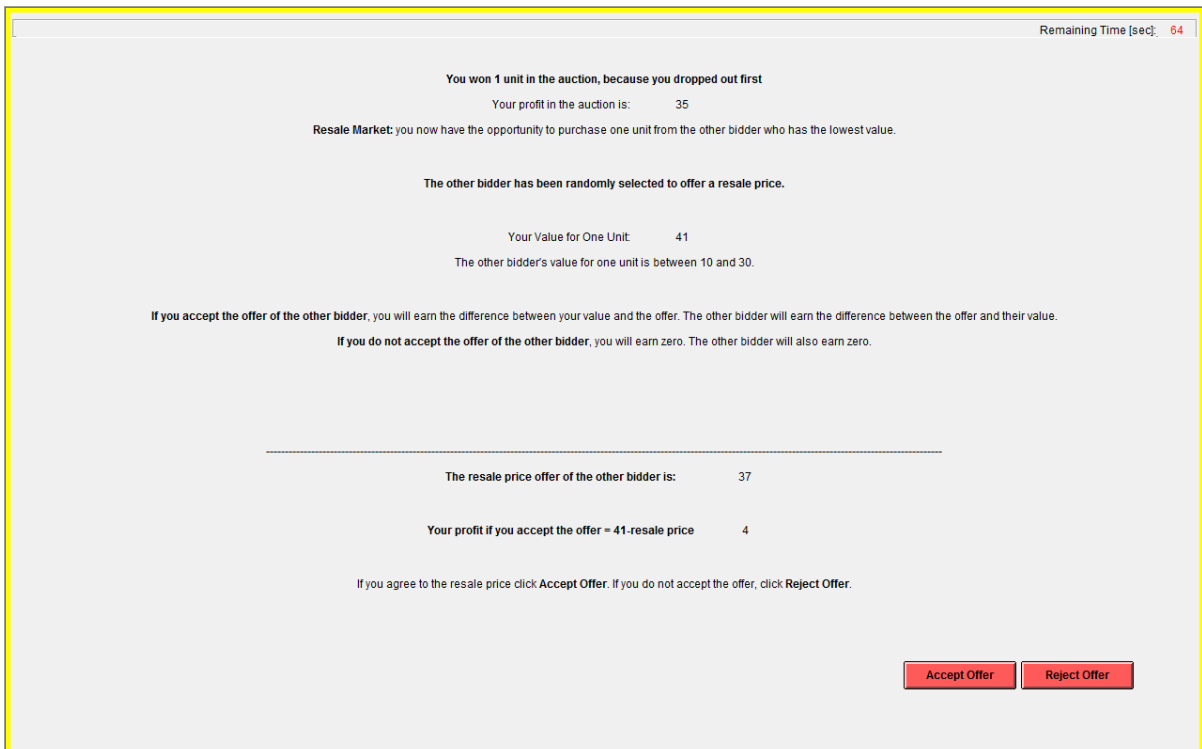 Remaining Time [sec]: 64
You won 1 unit in the auction, because you dropped out first
Your profit in the auction is: 35
Resale Market: you now have the opportunity to purchase one unit from the other bidder who has the lowest value.
The other bidder has been randomly selected to offer a resale price.
Your Value for One Unit: 41
The other bidder's value for one unit is between 10 and 30.
If you accept the offer of the other bidder, you will earn the difference between your value and the offer. The other bidder will earn the difference between the offer and their value.
If you do not accept the offer of the other bidder, you will earn zero. The other bidder will also earn zero.
The resale price offer of the other bidder is: 37
Your profit if you accept the offer = 41-resale price 4
If you agree to the resale price click Accept Offer. If you do not accept the offer, click Reject Offer.
Accept Offer Reject Offer